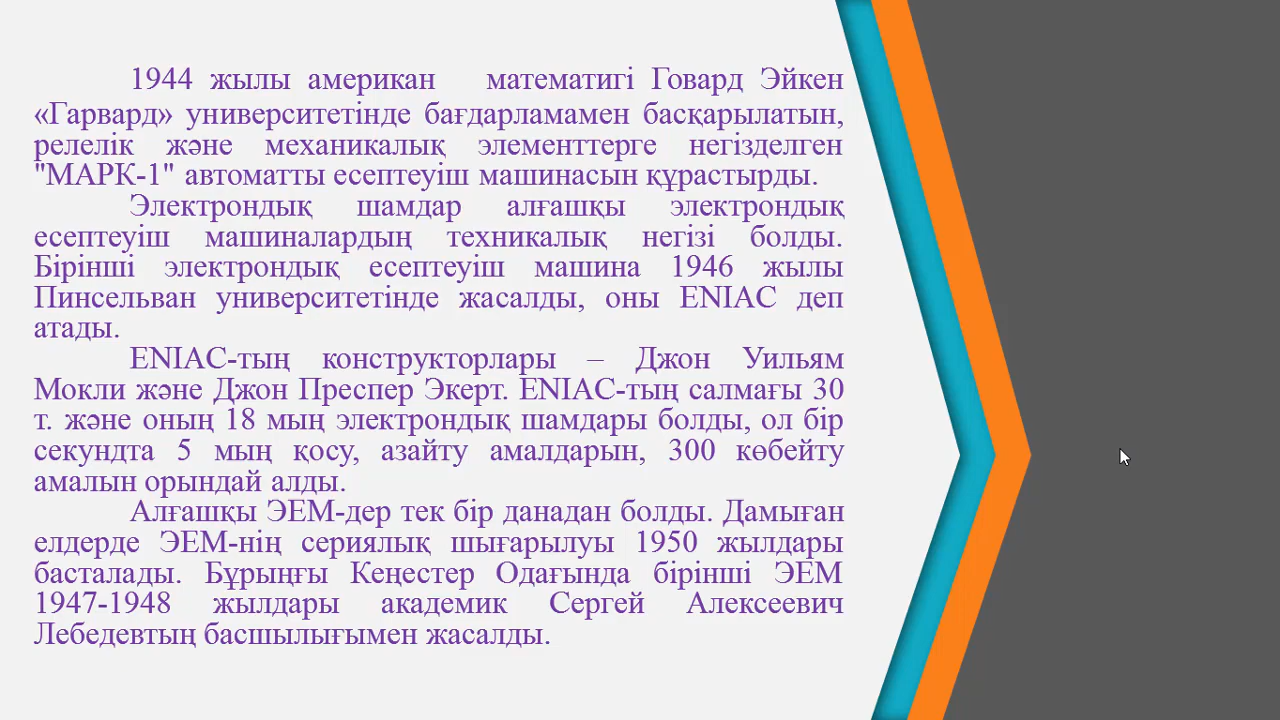 1944 жылы американ математигі Говард Эйкен
«Гарвард» университетінде бағдарламамен басқарылатын,
релелік және механикалық элементтерге негізделген
"МАРК-1" автоматты есептеуіш машинасын құрастырды.
Электрондық шамдар алғашқы электрондық
есептеуіш машиналардың техникалық негізі болды.
Бірінші электрондық есептеуіш машина 1946 жылы
Пинсельван университетінде жасалды, оны ENIAC деп
атады.
ENIAC-тың конструкторлары – Джон Уильям
Мокли және Джон Преспер Экерт. ENIAC-тың салмағы 30
т. және оның 18 мың электрондық шамдары болды, ол бір
секундта 5 мың қосу, азайту амалдарын, 300 көбейту
амалын орындай алды.
Алғашқы ЭЕМ-дер тек бір данадан болды. Дамыған
елдерде ЭЕМ-нің сериялық шығарылуы 1950 жылдары
басталады. Бұрыңғы Кеңестер Одағында бірінші ЭЕМ
1947-1948 жылдары академик Сергей Алексеевич
Лебедевтың басшылығымен жасалды.